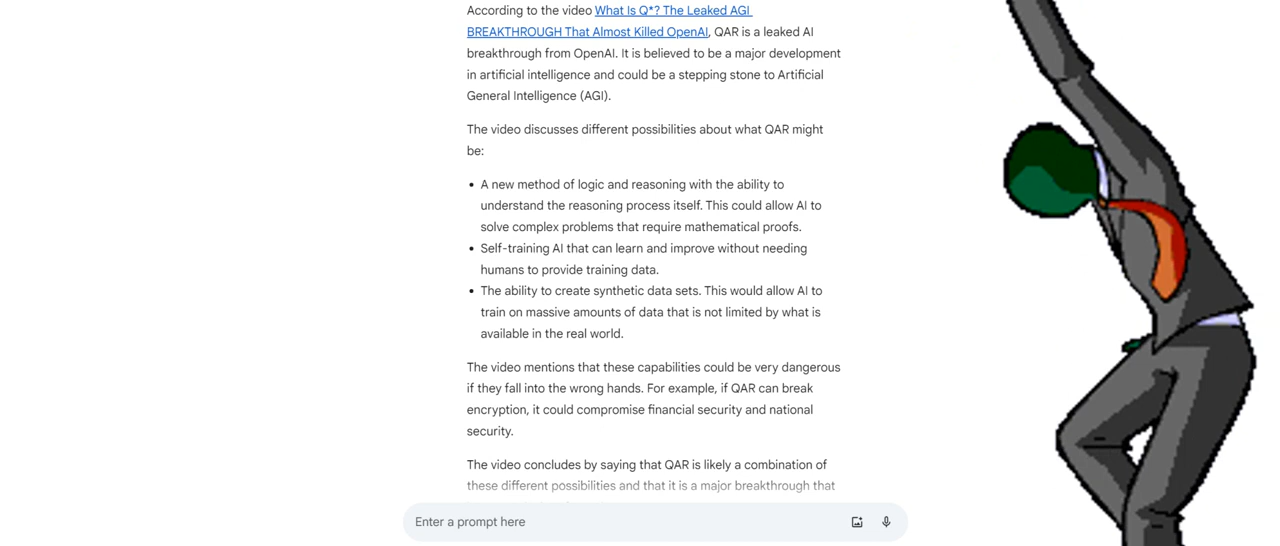 According to the video What Is Q*? The Leaked AGI
BREAKTHROUGH That Almost Killed OpenAI, QAR is a leaked AI
breakthrough from OpenAI. It is believed to be a major development
in artificial intelligence and could be a stepping stone to Artificial
General Intelligence (AGI).
The video discusses different possibilities about what QAR might
be:
• A new method of logic and reasoning with the ability to
understand the reasoning process itself. This could allow AI to
solve complex problems that require mathematical proofs.
• Self-training AI that can learn and improve without needing
humans to provide training data.
• The ability to create synthetic data sets. This would allow AI to
train on massive amounts of data that is not limited by what is
available in the real world.
The video mentions that these capabilities could be very dangerous
if they fall into the wrong hands. For example, if QAR can break
encryption, it could compromise financial security and national
security.
The video concludes by saying that QAR is likely a combination of
these different possibilities and that it is a major breakthrough that
Enter a prompt here